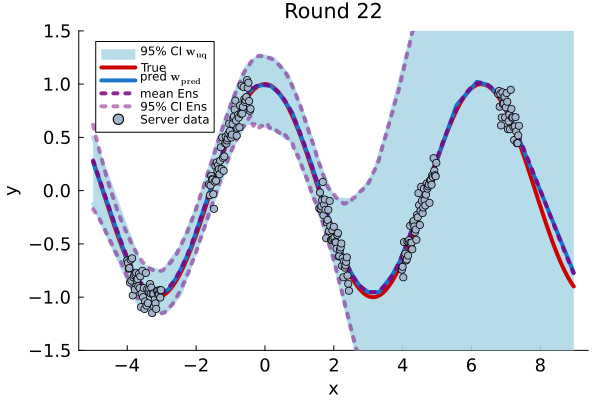 Round 22
1.5
1.0
0.5
0.0
−0.5
−1.0
−1.5
y
95% CI w_uq
True
pred w_pred
mean Ens
95% CI Ens
Server data
−4 −2 0 2 4 6 8
x